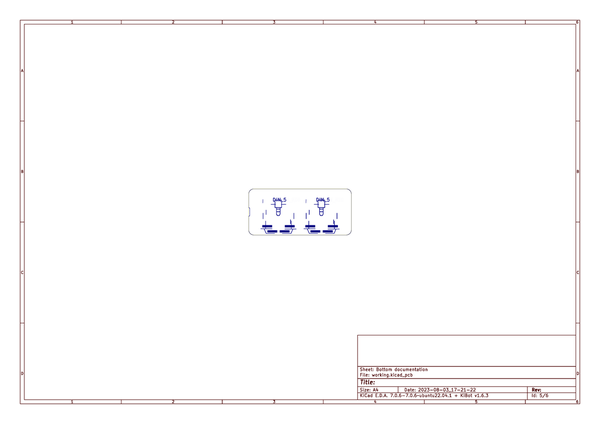 1 2 3 4 5 6
A A
DIN_5 DIN_5
B B
C C
Sheet: Bottom documentation
File: working.kicad_pcb
D D
Title:
Size: A4 Date: 2023-08-03_17-21-22 Rev:
KiCad E.D.A. 7.0.6-7.0.6~ubuntu22.04.1 + KiBot v1.6.3 Id: 5/6
1 2 3 4 5 6